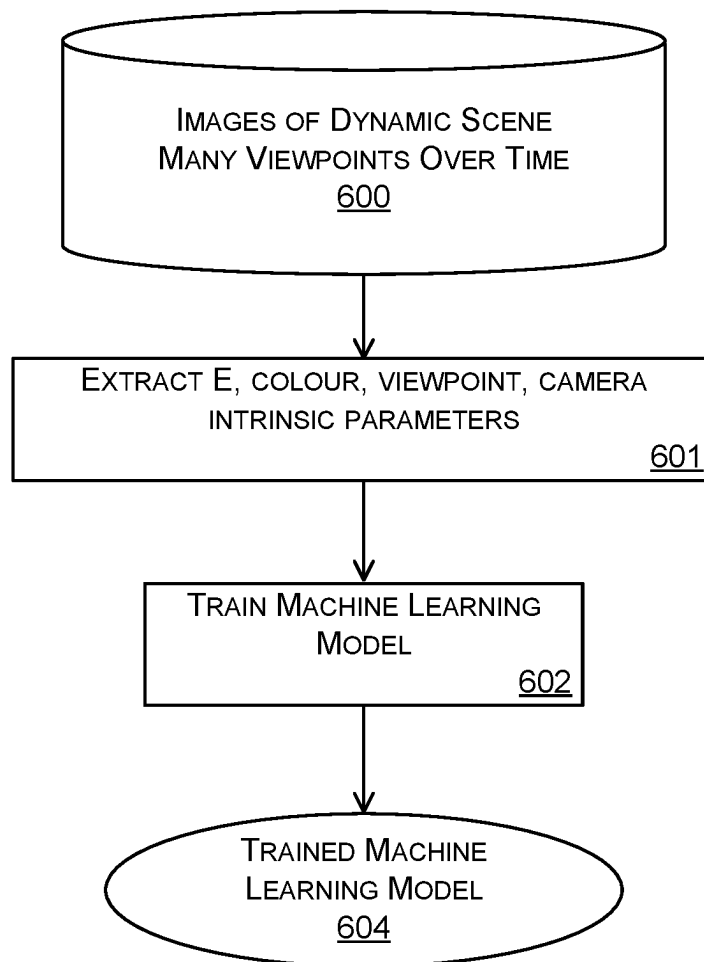 IMAGES OF DYNAMIC SCENE
MANY VIEWPOINTS OVER TIME
600
EXTRACT E, COLOUR, VIEWPOINT, CAMERA
INTRINSIC PARAMETERS
601
TRAIN MACHINE LEARNING
MODEL
602
TRAINED MACHINE
LEARNING MODEL
604